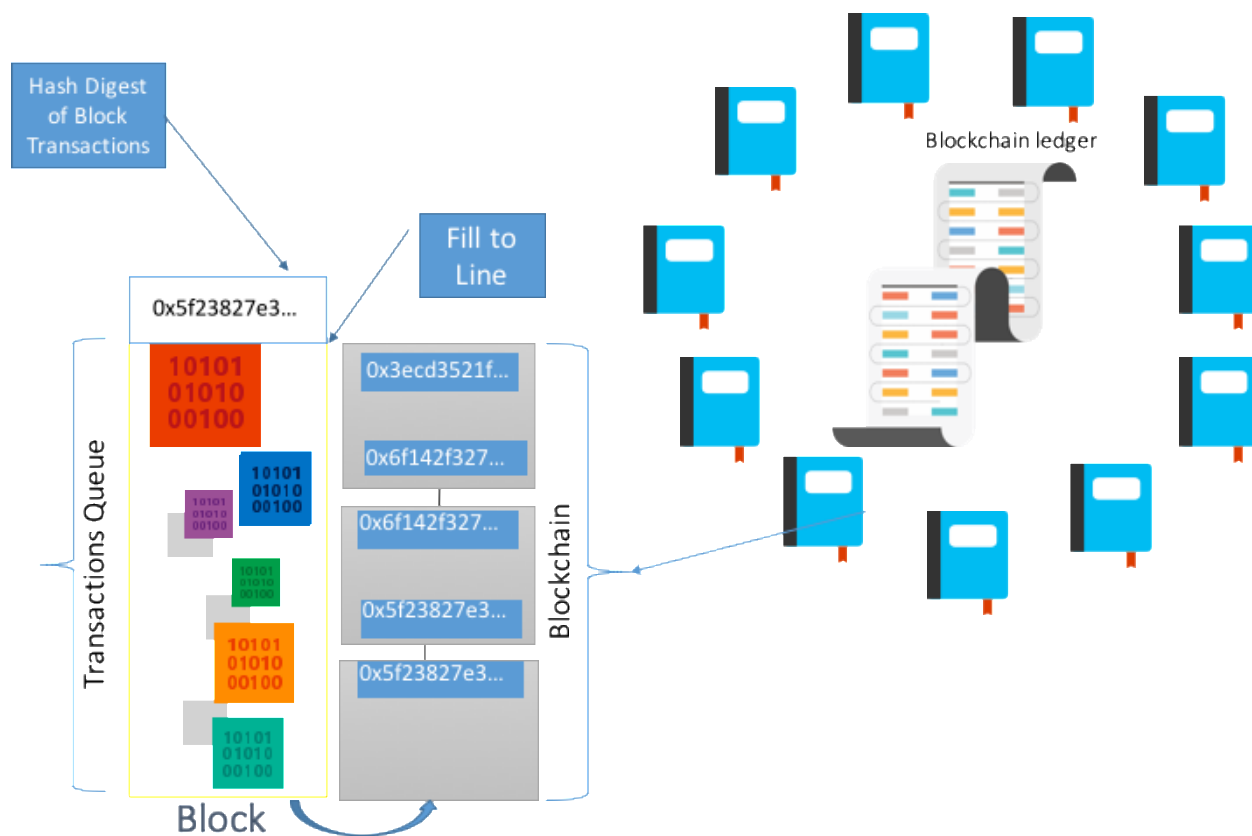 Hash Digest
of Block
Transactions
Fill to
Line
Blockchain ledger
0x5f23827e3...
Transactions Queue
10101
01010
00100
10101
01010
00100
10101
01010
00100
10101
01010
00100
10101
01010
00100
10101
01010
00100
Block
0x3ecd3521f...
0x6f142f327...
0x6f142f327...
0x5f23827e3...
0x5f23827e3...
Blockchain